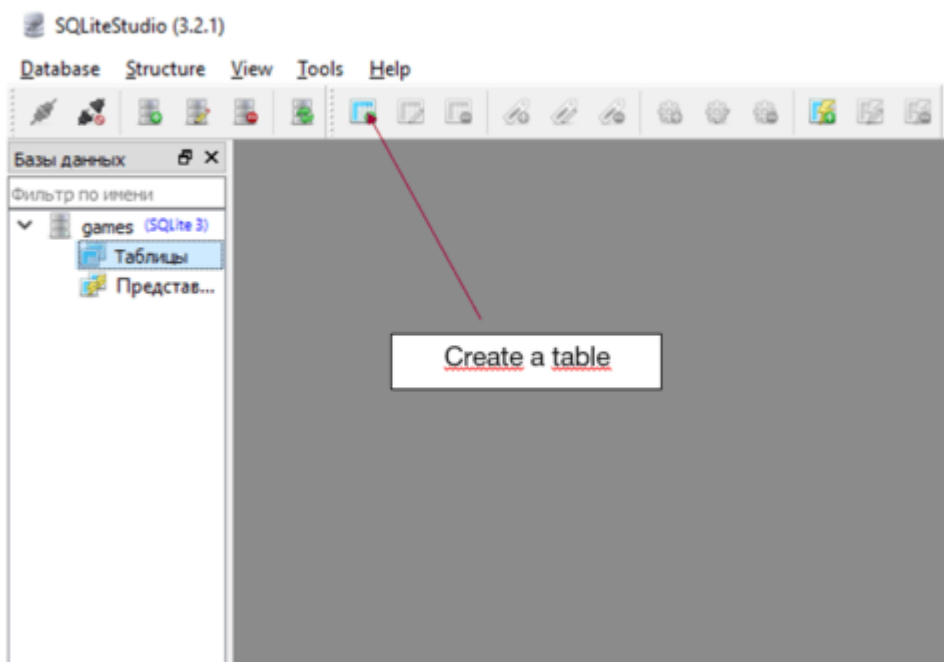 SQLiteStudio (3.2.1)
Database Structure View Tools Help
Базы данных
Фильтр по имени
games (SQLite 3)
Таблицы
Представ...
Create a table